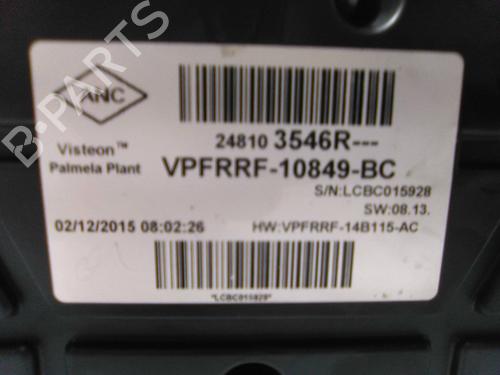 B-PARTS
ANC
Visteon™
Palmela Plant
24810 3546R---
VPFRRF-10849-BC
S/N:LCBC015928
SW:08.13.
02/12/2015 08:02:26
HW:VPFRRF-14B115-AC
*LCBC015928*